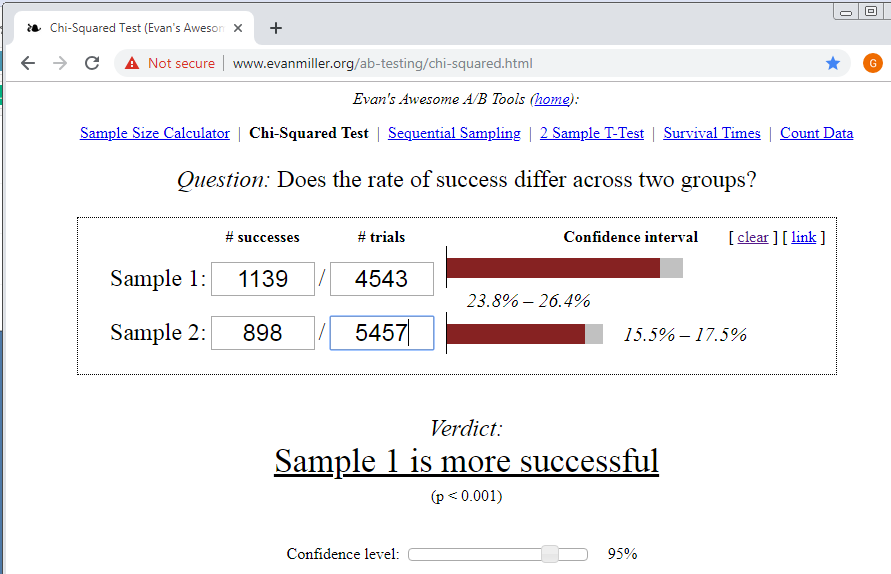 Chi-Squared Test (Evan's Aweson
Not secure | www.evanmiller.org/ab-testing/chi-squared.html
G
Evan's Awesome A/B Tools (home):
Sample Size Calculator | Chi-Squared Test | Sequential Sampling | 2 Sample T-Test | Survival Times | Count Data
Question: Does the rate of success differ across two groups?
# successes # trials Confidence interval [ clear ] [ link ]
Sample 1: 1139 / 4543
23.8% – 26.4%
Sample 2: 898 / 5457 15.5% – 17.5%
Verdict:
Sample 1 is more successful
(p < 0.001)
Confidence level: 95%